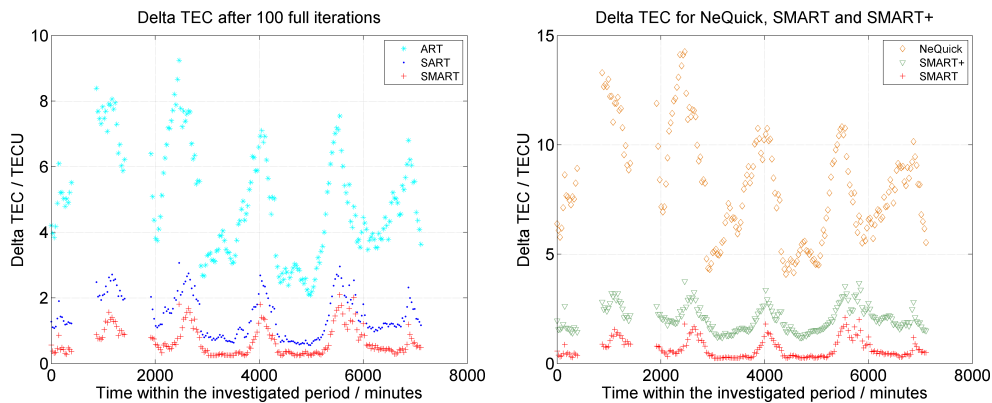 Delta TEC after 100 full iterations
10
8
6
4
2
0
Delta TEC / TECU
ART
SART
SMART
0
2000
4000
6000
8000
Time within the investigated period / minutes
Delta TEC for NeQuick, SMART and SMART+
15
10
5
0
Delta TEC / TECU
NeQuick
SMART+
SMART
0
2000
4000
6000
8000
Time within the investigated period / minutes